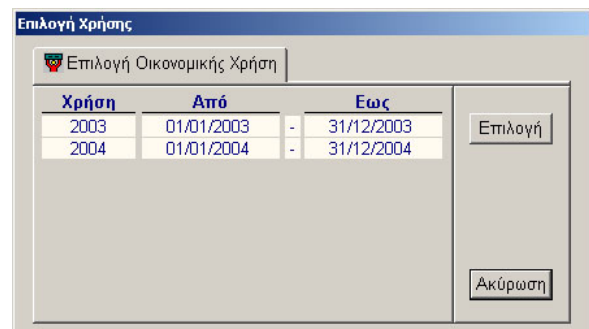 Επιλογή Χρήσης
Επιλογή Οικονομικής Χρήση
Χρήση Από Εως
2003 01/01/2003 - 31/12/2003
2004 01/01/2004 - 31/12/2004
Επιλογή
Ακύρωση